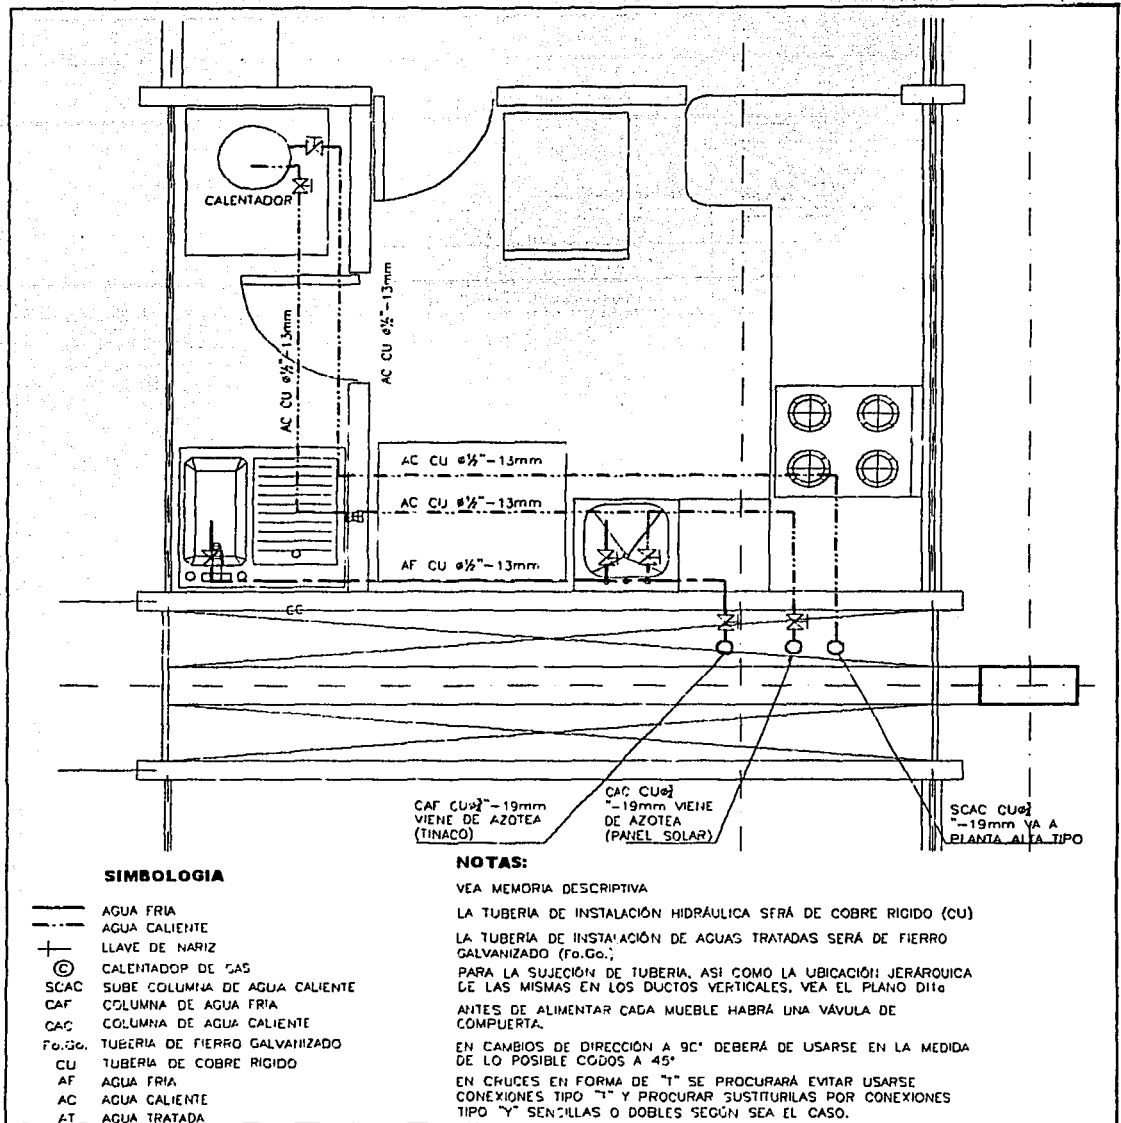 CALENTADOR
AC CU ø½"-13mm
AC CU ø½"-13mm
AC CU ø½"-13mm
AC CU ø½"-13mm
AF CU ø½"-13mm
CC
CAF CUø¾"-19mm
VIENE DE AZOTEA
(TINACO)
CAC CUø¾
"-19mm VIENE
DE AZOTEA
(PANEL SOLAR)
SCAC CUø¾
"-19mm VA A
PLANTA ALTA TIPO
SIMBOLOGIA
AGUA FRIA
AGUA CALIENTE
LLAVE DE NARIZ
C CALENTADOR DE GAS
SCAC SUBE COLUMNA DE AGUA CALIENTE
CAF COLUMNA DE AGUA FRIA
CAC COLUMNA DE AGUA CALIENTE
Fo.Go. TUBERIA DE FIERRO GALVANIZADO
CU TUBERIA DE COBRE RIGIDO
AF AGUA FRIA
AC AGUA CALIENTE
AT AGUA TRATADA
NOTAS:
VEA MEMORIA DESCRIPTIVA
LA TUBERIA DE INSTALACIÓN HIDRÁULICA SERÁ DE COBRE RIGIDO (CU)
LA TUBERIA DE INSTALACIÓN DE AGUAS TRATADAS SERÁ DE FIERRO
GALVANIZADO (Fo.Go.)
PARA LA SUJECIÓN DE TUBERIA, ASI COMO LA UBICACIÓN JERÁRQUICA
DE LAS MISMAS EN LOS DUCTOS VERTICALES, VEA EL PLANO D11a
ANTES DE ALIMENTAR CADA MUEBLE HABRÁ UNA VÁVULA DE
COMPUERTA.
EN CAMBIOS DE DIRECCIÓN A 90° DEBERÁ DE USARSE EN LA MEDIDA
DE LO POSIBLE CODOS A 45°
EN CRUCES EN FORMA DE "T" SE PROCURARÁ EVITAR USARSE
CONEXIONES TIPO "T" Y PROCURAR SUSTITURILAS POR CONEXIONES
TIPO "Y" SENCILLAS O DOBLES SEGÚN SEA EL CASO.